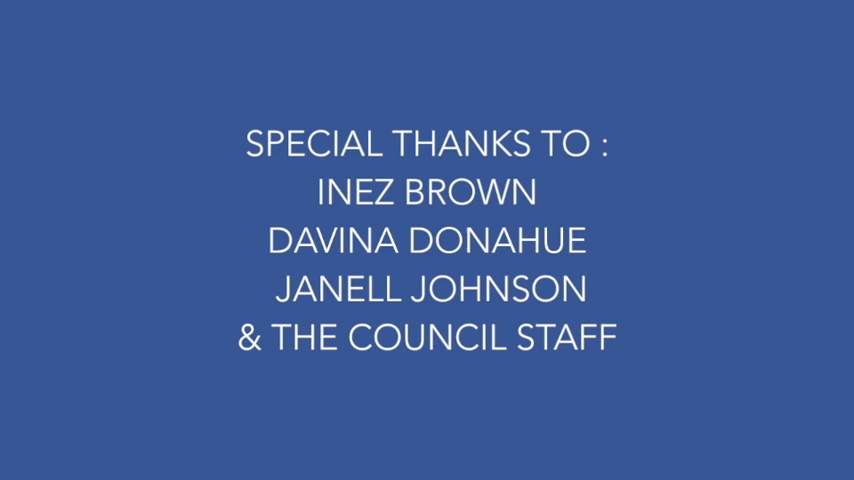 SPECIAL THANKS TO :
INEZ BROWN
DAVINA DONAHUE
JANELL JOHNSON
& THE COUNCIL STAFF